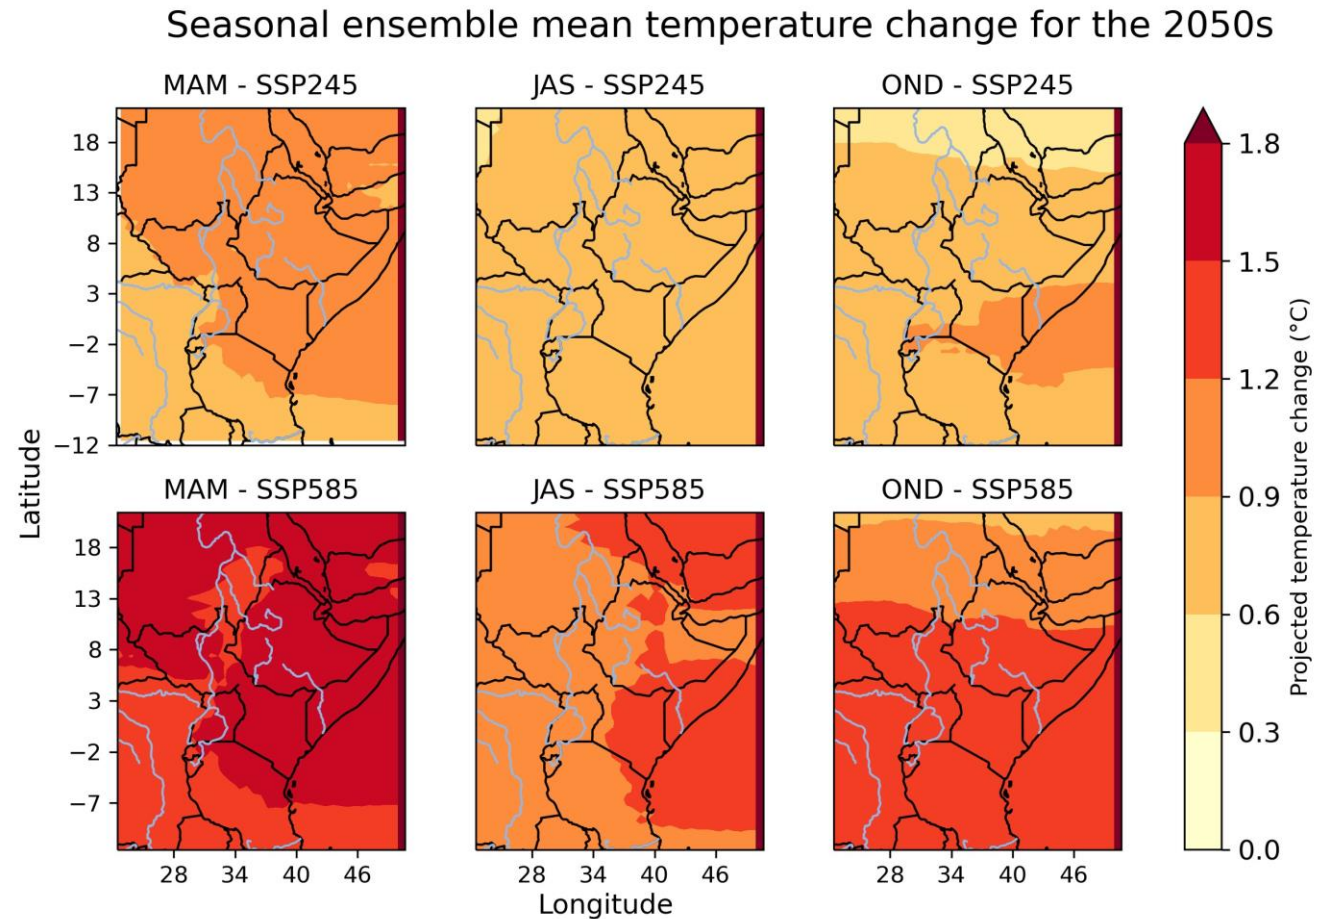 Seasonal ensemble mean temperature change for the 2050s
MAM - SSP245
JAS - SSP245
OND - SSP245
18
13
8
3
−2
−7
−12
Latitude
MAM - SSP585
JAS - SSP585
OND - SSP585
18
13
8
3
−2
−7
28 34 40 46
28 34 40 46
28 34 40 46
Longitude
1.8
1.5
1.2
0.9
0.6
0.3
0.0
Projected temperature change (°C)